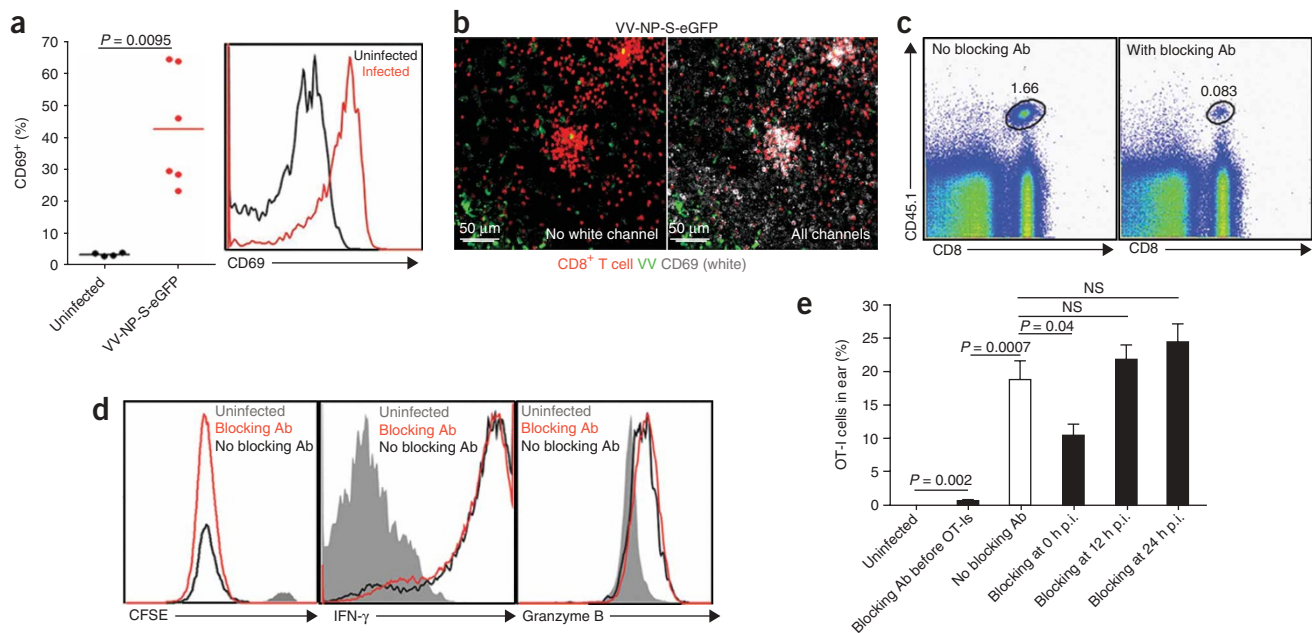 a
P = 0.0095
CD69+ (%)
70
60
50
40
30
20
10
0
Uninfected
VV-NP-S-eGFP
Uninfected
Infected
CD69
b
VV-NP-S-eGFP
50 µm
No white channel
50 µm
All channels
CD8+ T cell VV CD69 (white)
c
No blocking Ab
1.66
With blocking Ab
0.083
CD45.1
CD8
CD8
d
Uninfected
Blocking Ab
No blocking Ab
CFSE
Uninfected
Blocking Ab
No blocking Ab
IFN-γ
Uninfected
Blocking Ab
No blocking Ab
Granzyme B
e
NS
NS
P = 0.04
P = 0.0007
P = 0.002
OT-I cells in ear (%)
30
25
20
15
10
5
0
Uninfected
Blocking Ab before OT-Is
No blocking Ab
Blocking at 0 h p.i.
Blocking at 12 h p.i.
Blocking at 24 h p.i.